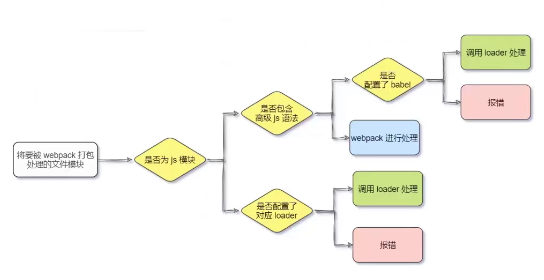 将要被 webpack 打包
处理的文件模块
是否为 js 模块
是否包含
高级 js 语法
是否
配置了 babel
调用 loader 处理
报错
webpack 进行处理
是否配置了
对应 loader
调用 loader 处理
报错